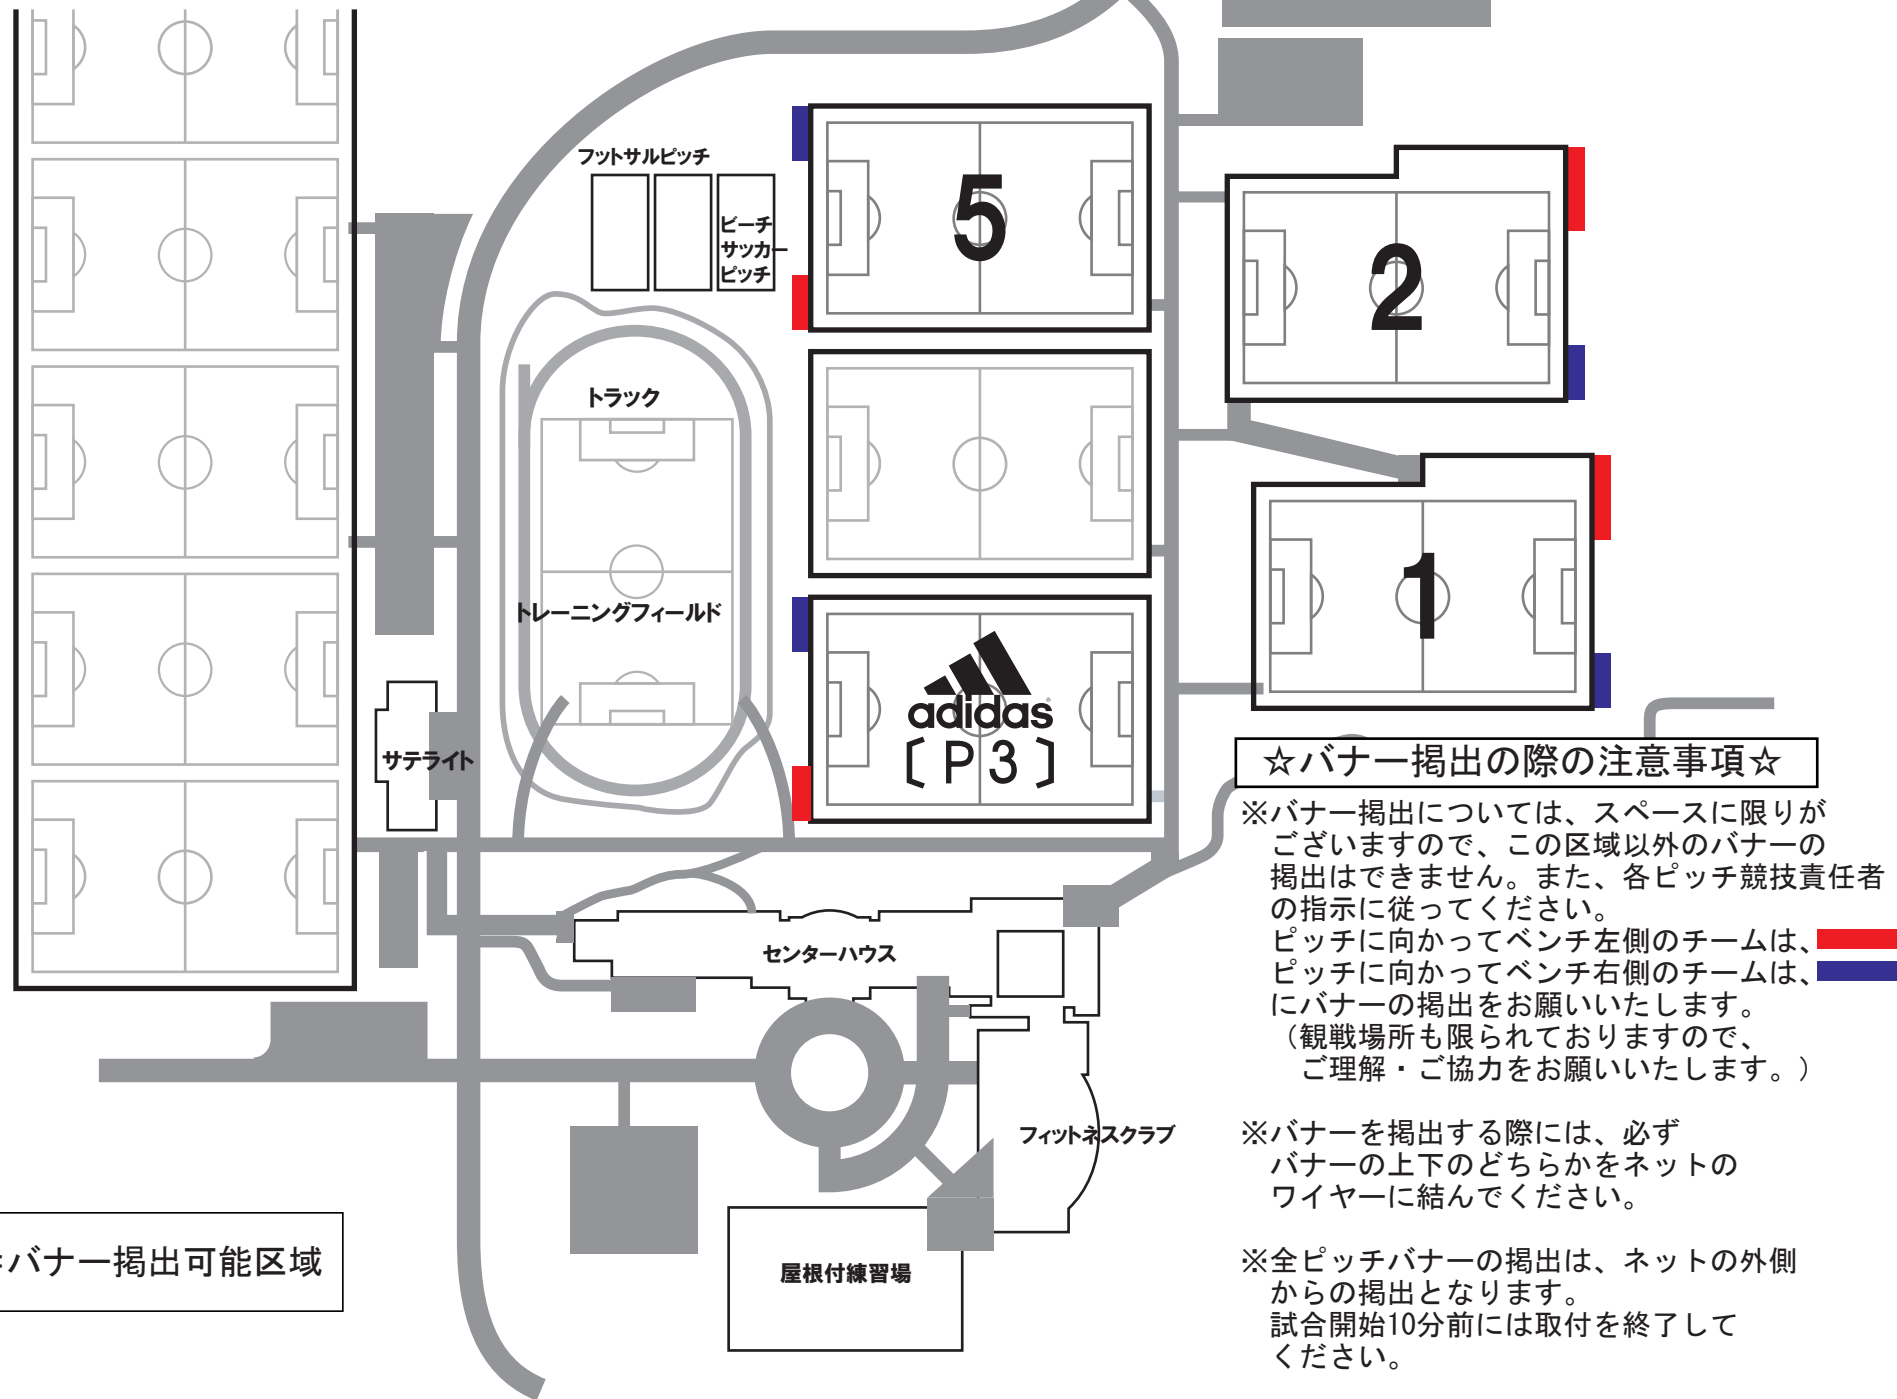 フットサルピッチ
ビーチ
サッカー
ピッチ
5
2
トラック
トレーニングフィールド
1
adidas
〔P3〕
サテライト
☆バナー掲出の際の注意事項☆
※バナー掲出については、スペースに限りが
ございますので、この区域以外のバナーの
掲出はできません。また、各ピッチ競技責任者
の指示に従ってください。
ピッチに向かってベンチ左側のチームは、
ピッチに向かってベンチ右側のチームは、
にバナーの掲出をお願いいたします。
（観戦場所も限られておりますので、
ご理解・ご協力をお願いいたします。）
センターハウス
フィットネスクラブ
※バナーを掲出する際には、必ず
バナーの上下のどちらかをネットの
ワイヤーに結んでください。
バナー掲出可能区域
屋根付練習場
※全ピッチバナーの掲出は、ネットの外側
からの掲出となります。
試合開始10分前には取付を終了して
ください。